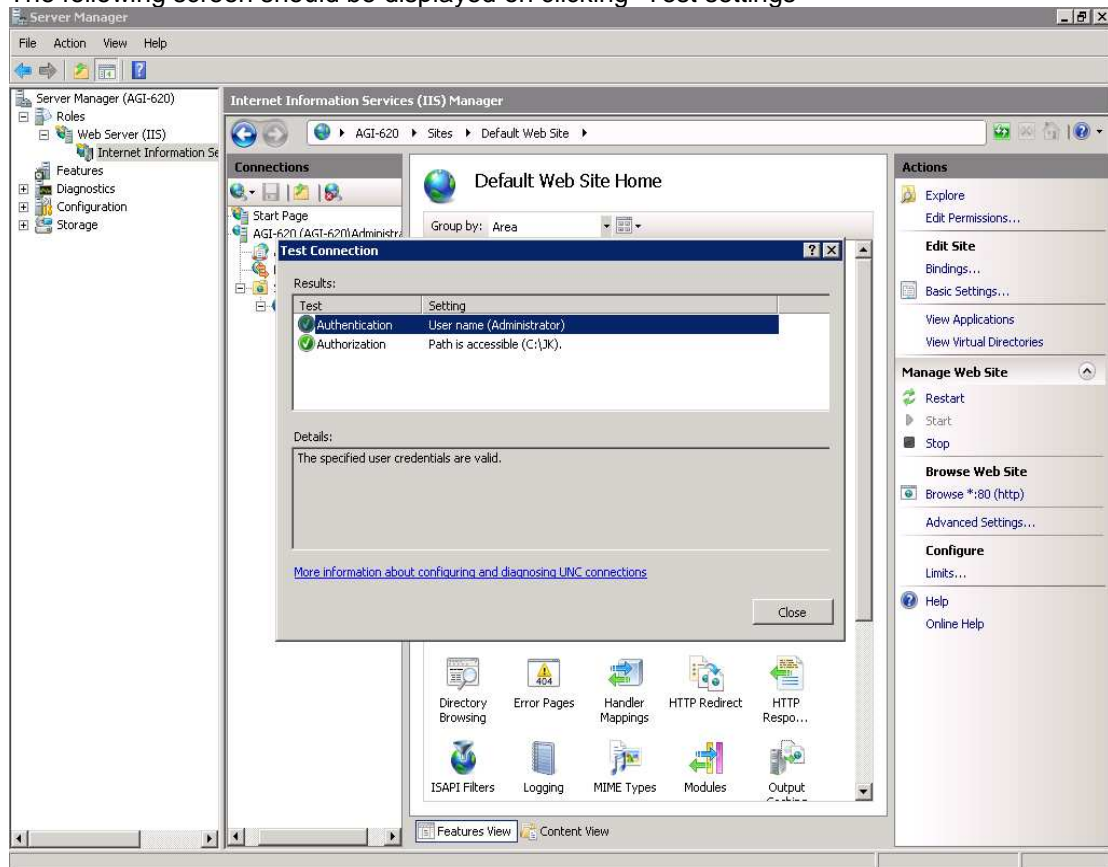 The following screen should be displayed on clicking "Test settings"
Server Manager
File Action View Help
Server Manager (AGI-620)
Roles
Web Server (IIS)
Internet Information Se
Features
Diagnostics
Configuration
Storage
Internet Information Services (IIS) Manager
AGI-620 Sites Default Web Site
Connections
Start Page
AGI-620 (AGI-620\Administra
Default Web Site Home
Group by: Area
Test Connection
Results:
Test Setting
Authentication User name (Administrator)
Authorization Path is accessible (C:\JK).
Details:
The specified user credentials are valid.
More information about configuring and diagnosing UNC connections
Close
Directory Browsing
Error Pages
Handler Mappings
HTTP Redirect
HTTP Respo...
ISAPI Filters
Logging
MIME Types
Modules
Output
Features View Content View
Actions
Explore
Edit Permissions...
Edit Site
Bindings...
Basic Settings...
View Applications
View Virtual Directories
Manage Web Site
Restart
Start
Stop
Browse Web Site
Browse *:80 (http)
Advanced Settings...
Configure
Limits...
Help
Online Help